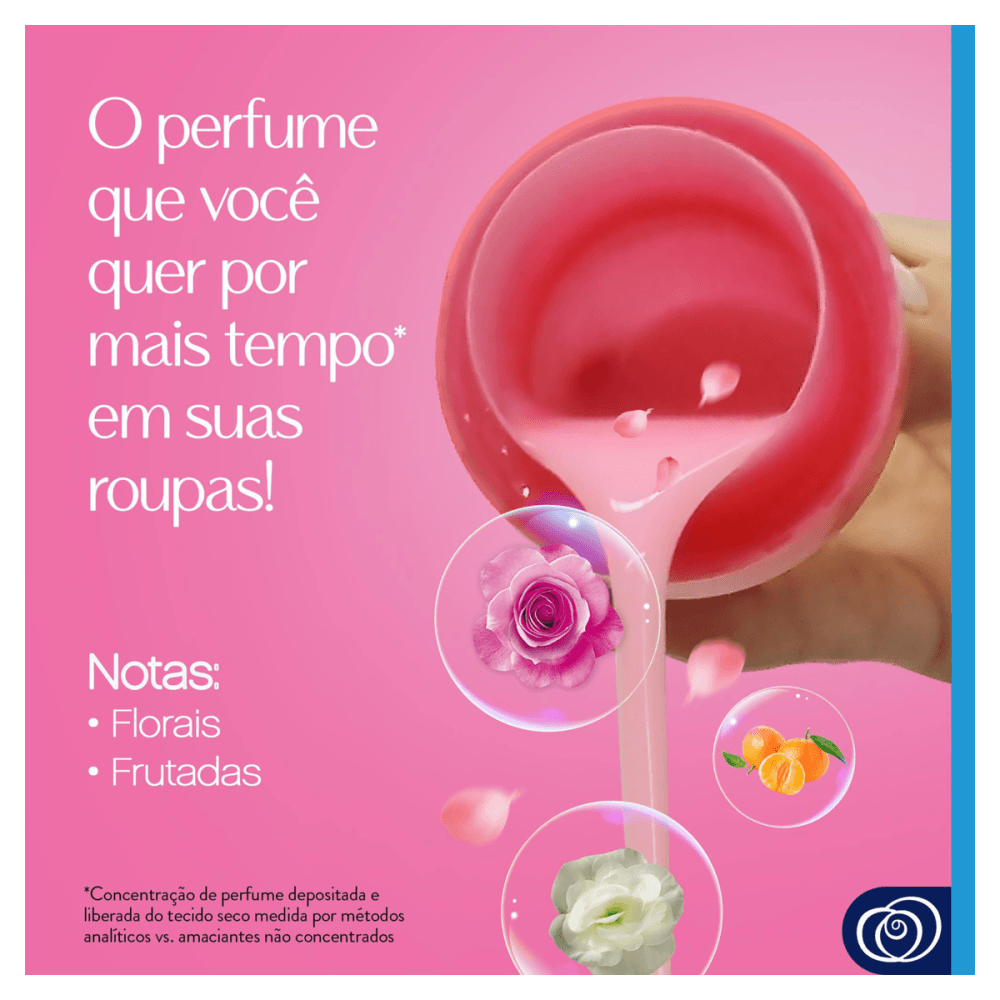 O perfume
que você
quer por
mais tempo*
em suas
roupas!
Notas:
• Florais
• Frutadas
*Concentração de perfume depositada e
liberada do tecido seco medida por métodos
analíticos vs. amaciantes não concentrados